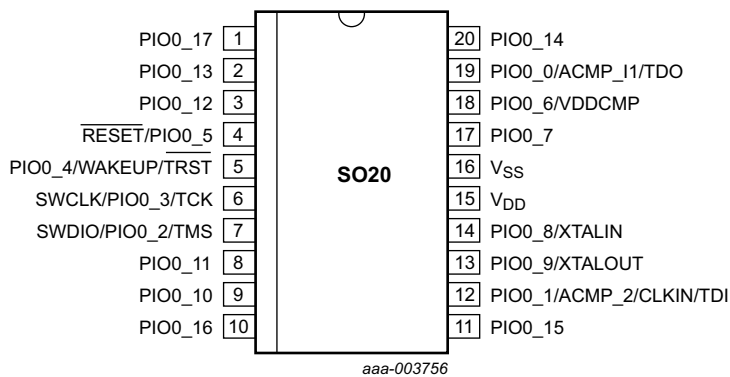 PIO0_17 1
PIO0_13 2
PIO0_12 3
RESET/PIO0_5 4
PIO0_4/WAKEUP/TRST 5
SWCLK/PIO0_3/TCK 6
SWDIO/PIO0_2/TMS 7
PIO0_11 8
PIO0_10 9
PIO0_16 10
SO20
20 PIO0_14
19 PIO0_0/ACMP_I1/TDO
18 PIO0_6/VDDCMP
17 PIO0_7
16 VSS
15 VDD
14 PIO0_8/XTALIN
13 PIO0_9/XTALOUT
12 PIO0_1/ACMP_2/CLKIN/TDI
11 PIO0_15
aaa-003756